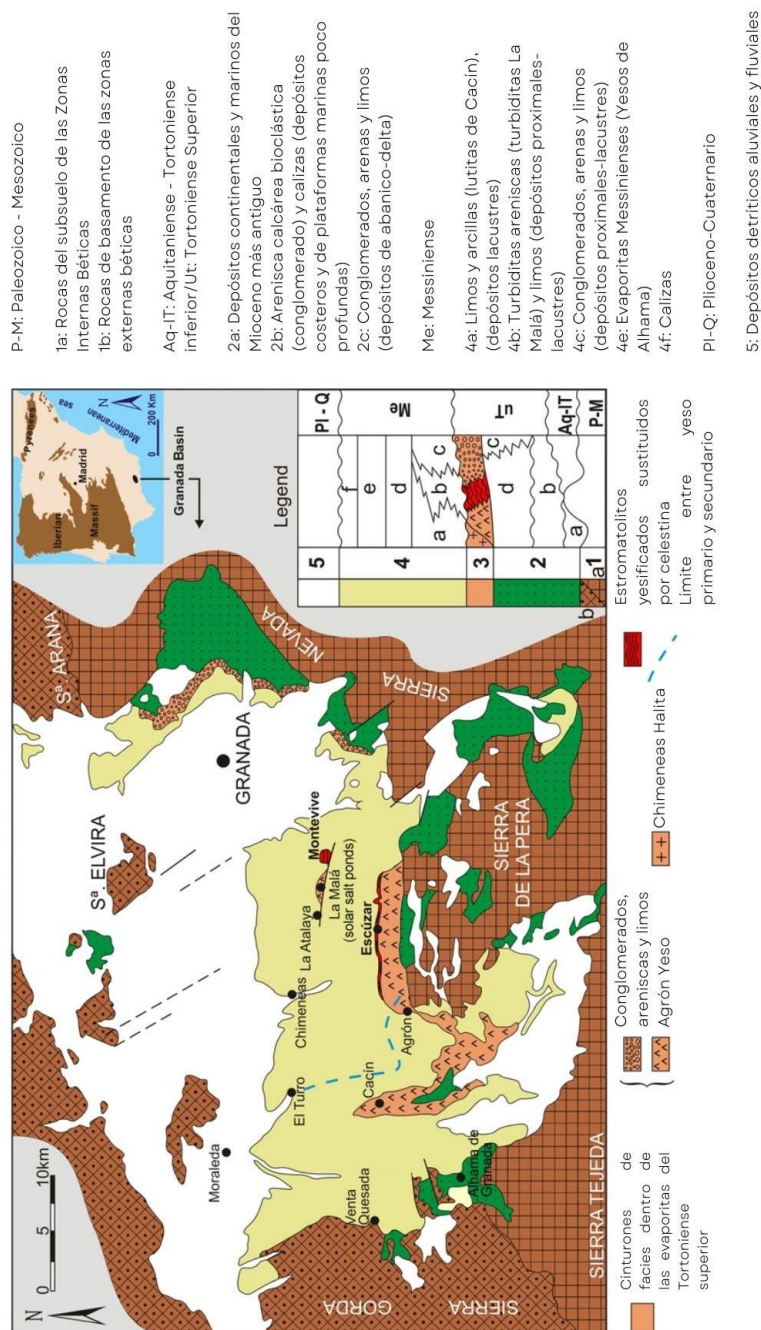 P-M: Paleozoico - Mesozoico
1a: Rocas del subsuelo de las Zonas
Internas Béticas
1b: Rocas de basamento de las zonas
externas béticas
Aq-IT: Aquitaniense - Tortoniense
inferior/Ut: Tortoniense Superior
2a: Depósitos continentales y marinos del
Mioceno más antiguo
2b: Arenisca calcárea bioclástica
(conglomerado) y calizas (depósitos
costeros y de plataformas marinas poco
profundas)
2c: Conglomerados, arenas y limos
(depósitos de abanico-delta)
Me: Messiniense
4a: Limos y arcillas (lutitas de Cacín),
(depósitos lacustres)
4b: Turbiditas areniscas (turbiditas La
Malá) y limos (depósitos proximales-
lacustres)
4c: Conglomerados, arenas y limos
(depósitos proximales-lacustres)
4e: Evaporitas Messinienses (Yesos de
Alhama)
4f: Calizas
Pl-Q: Plioceno-Cuaternario
5: Depósitos detríticos aluviales y fluviales
N
0 5 10km
Sª. ARANA
Sª. ELVIRA
GRANADA
SIERRA
NEVADA
Moraleda
El Turro
Chimeneas
La Atalaya
Montevive
La Malá
(solar salt ponds)
Escúzar
Venta
Quesada
Cacín
Agrón
Alhama de
Granada
SIERRA
DE LA PERA
SIERRA
GORDA
SIERRA TEJEDA
Pyrenees
Iberian
Massif
Madrid
Mediterranean
sea
N
0 200 Km
Granada Basin
Legend
5
4
3
2
1
b
a
f
e
d
a
b
c
+ +
+
d
c
b
a
Pl - Q
Me
uT
Aq-lT
P-M
Cinturones de
facies dentro de
las evaporitas del
Tortoniense
superior
Conglomerados,
areniscas y limos
Agrón Yeso
+ + Chimeneas Halita
Estromatolitos
yesificados sustituidos
por celestina
Limite entre yeso
primario y secundario